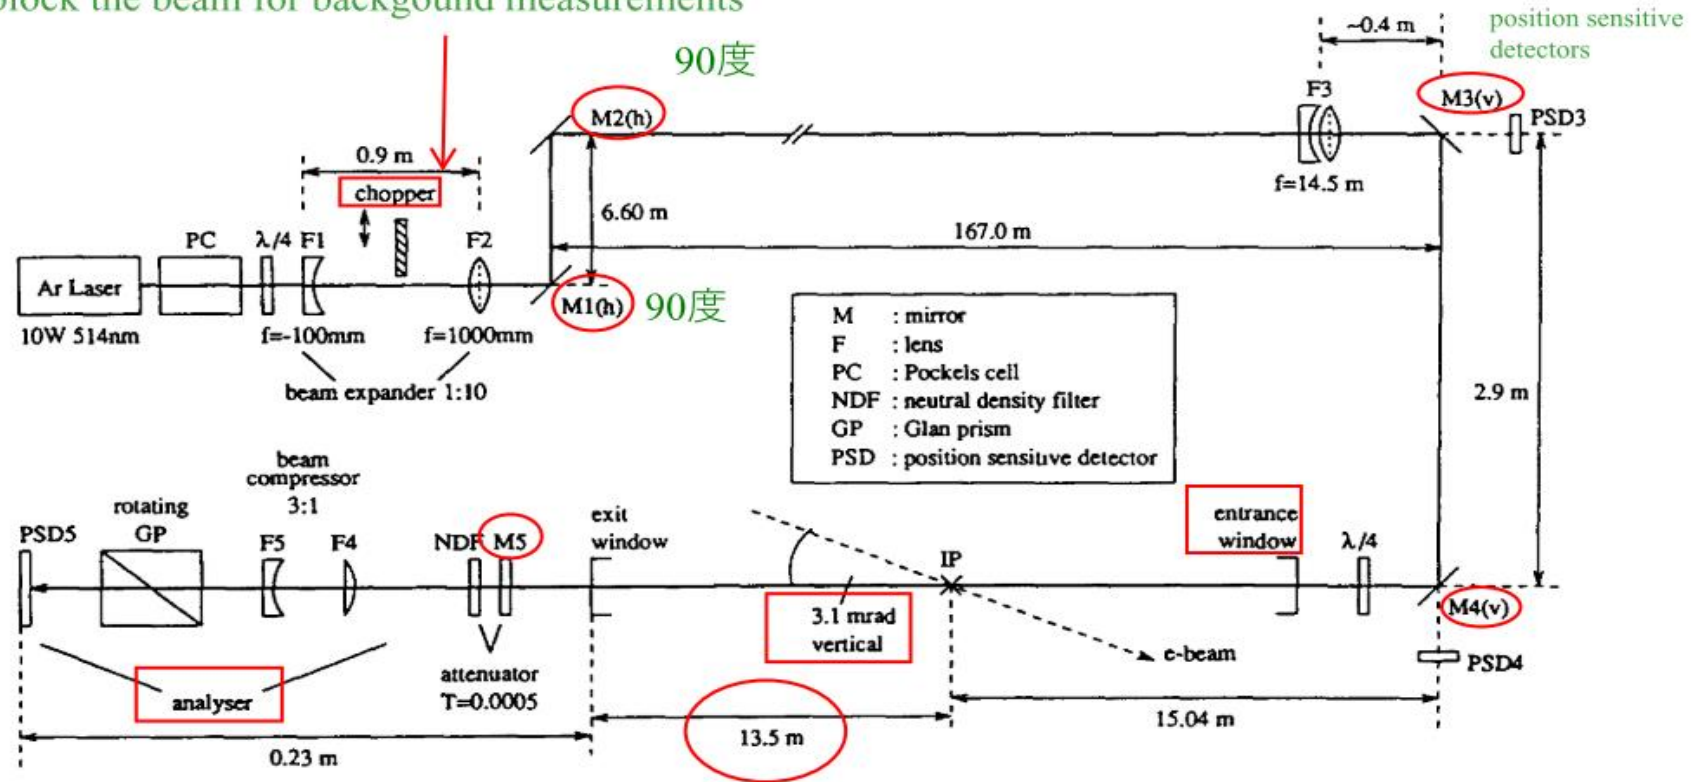 block the beam for backgound measurements
position sensitive
detectors
90度
~0.4 m
M2(h)
F3
M3(v)
PSD3
0.9 m
chopper
f=14.5 m
6.60 m
167.0 m
PC
λ/4
F1
F2
Ar Laser
M1(h)
90度
10W 514nm
f=-100mm
f=1000mm
beam expander 1:10
M : mirror
F : lens
PC : Pockels cell
NDF : neutral density filter
GP : Glan prism
PSD : position sensitive detector
2.9 m
beam
compressor
3:1
rotating
GP
PSD5
F5
F4
NDF
M5
exit
window
IP
entrance
window
λ/4
3.1 mrad
vertical
M4(v)
e-beam
PSD4
analyser
attenuator
T=0.0005
13.5 m
15.04 m
0.23 m